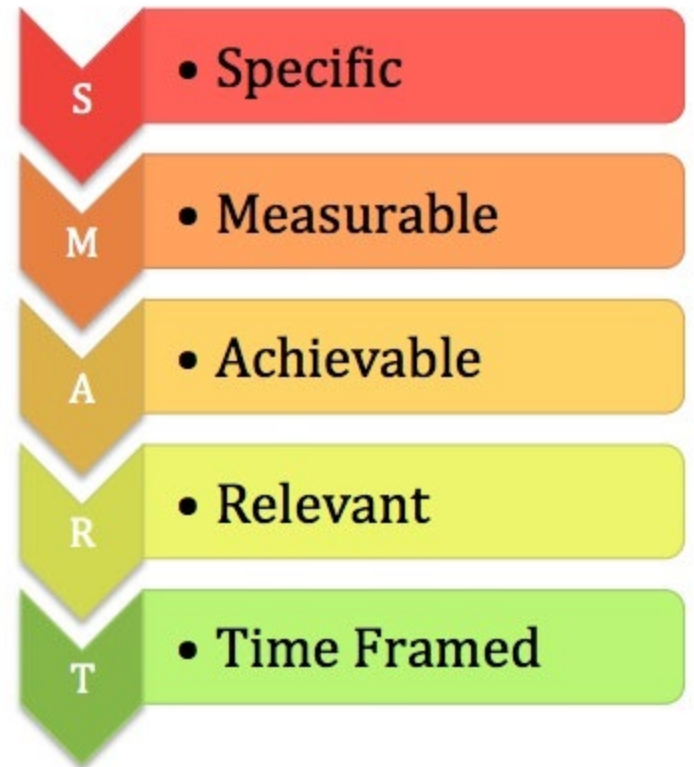 S • Specific
M • Measurable
A • Achievable
R • Relevant
T • Time Framed